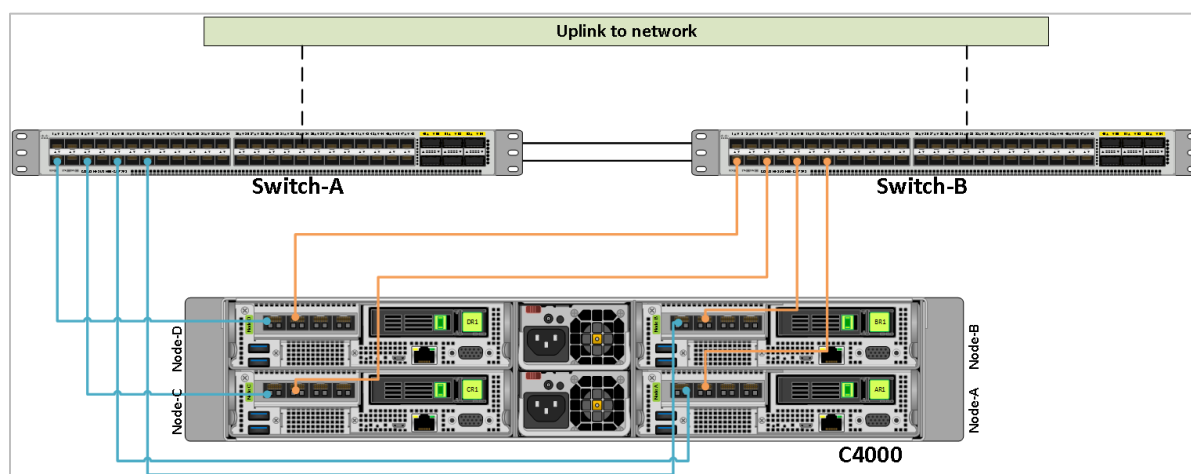 Uplink to network
Switch-A
Switch-B
Node-D
DR1
BR1
Node-B
Node-C
CR1
AR1
Node-A
C4000